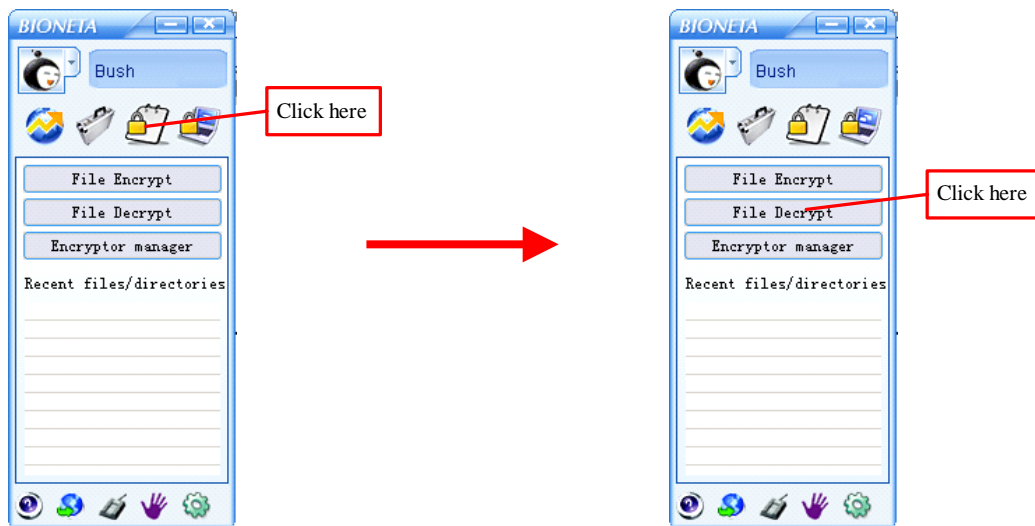 BIONETA
Bush
Click here
File Encrypt
File Decrypt
Encryptor manager
Recent files/directories
BIONETA
Bush
File Encrypt
File Decrypt
Click here
Encryptor manager
Recent files/directories